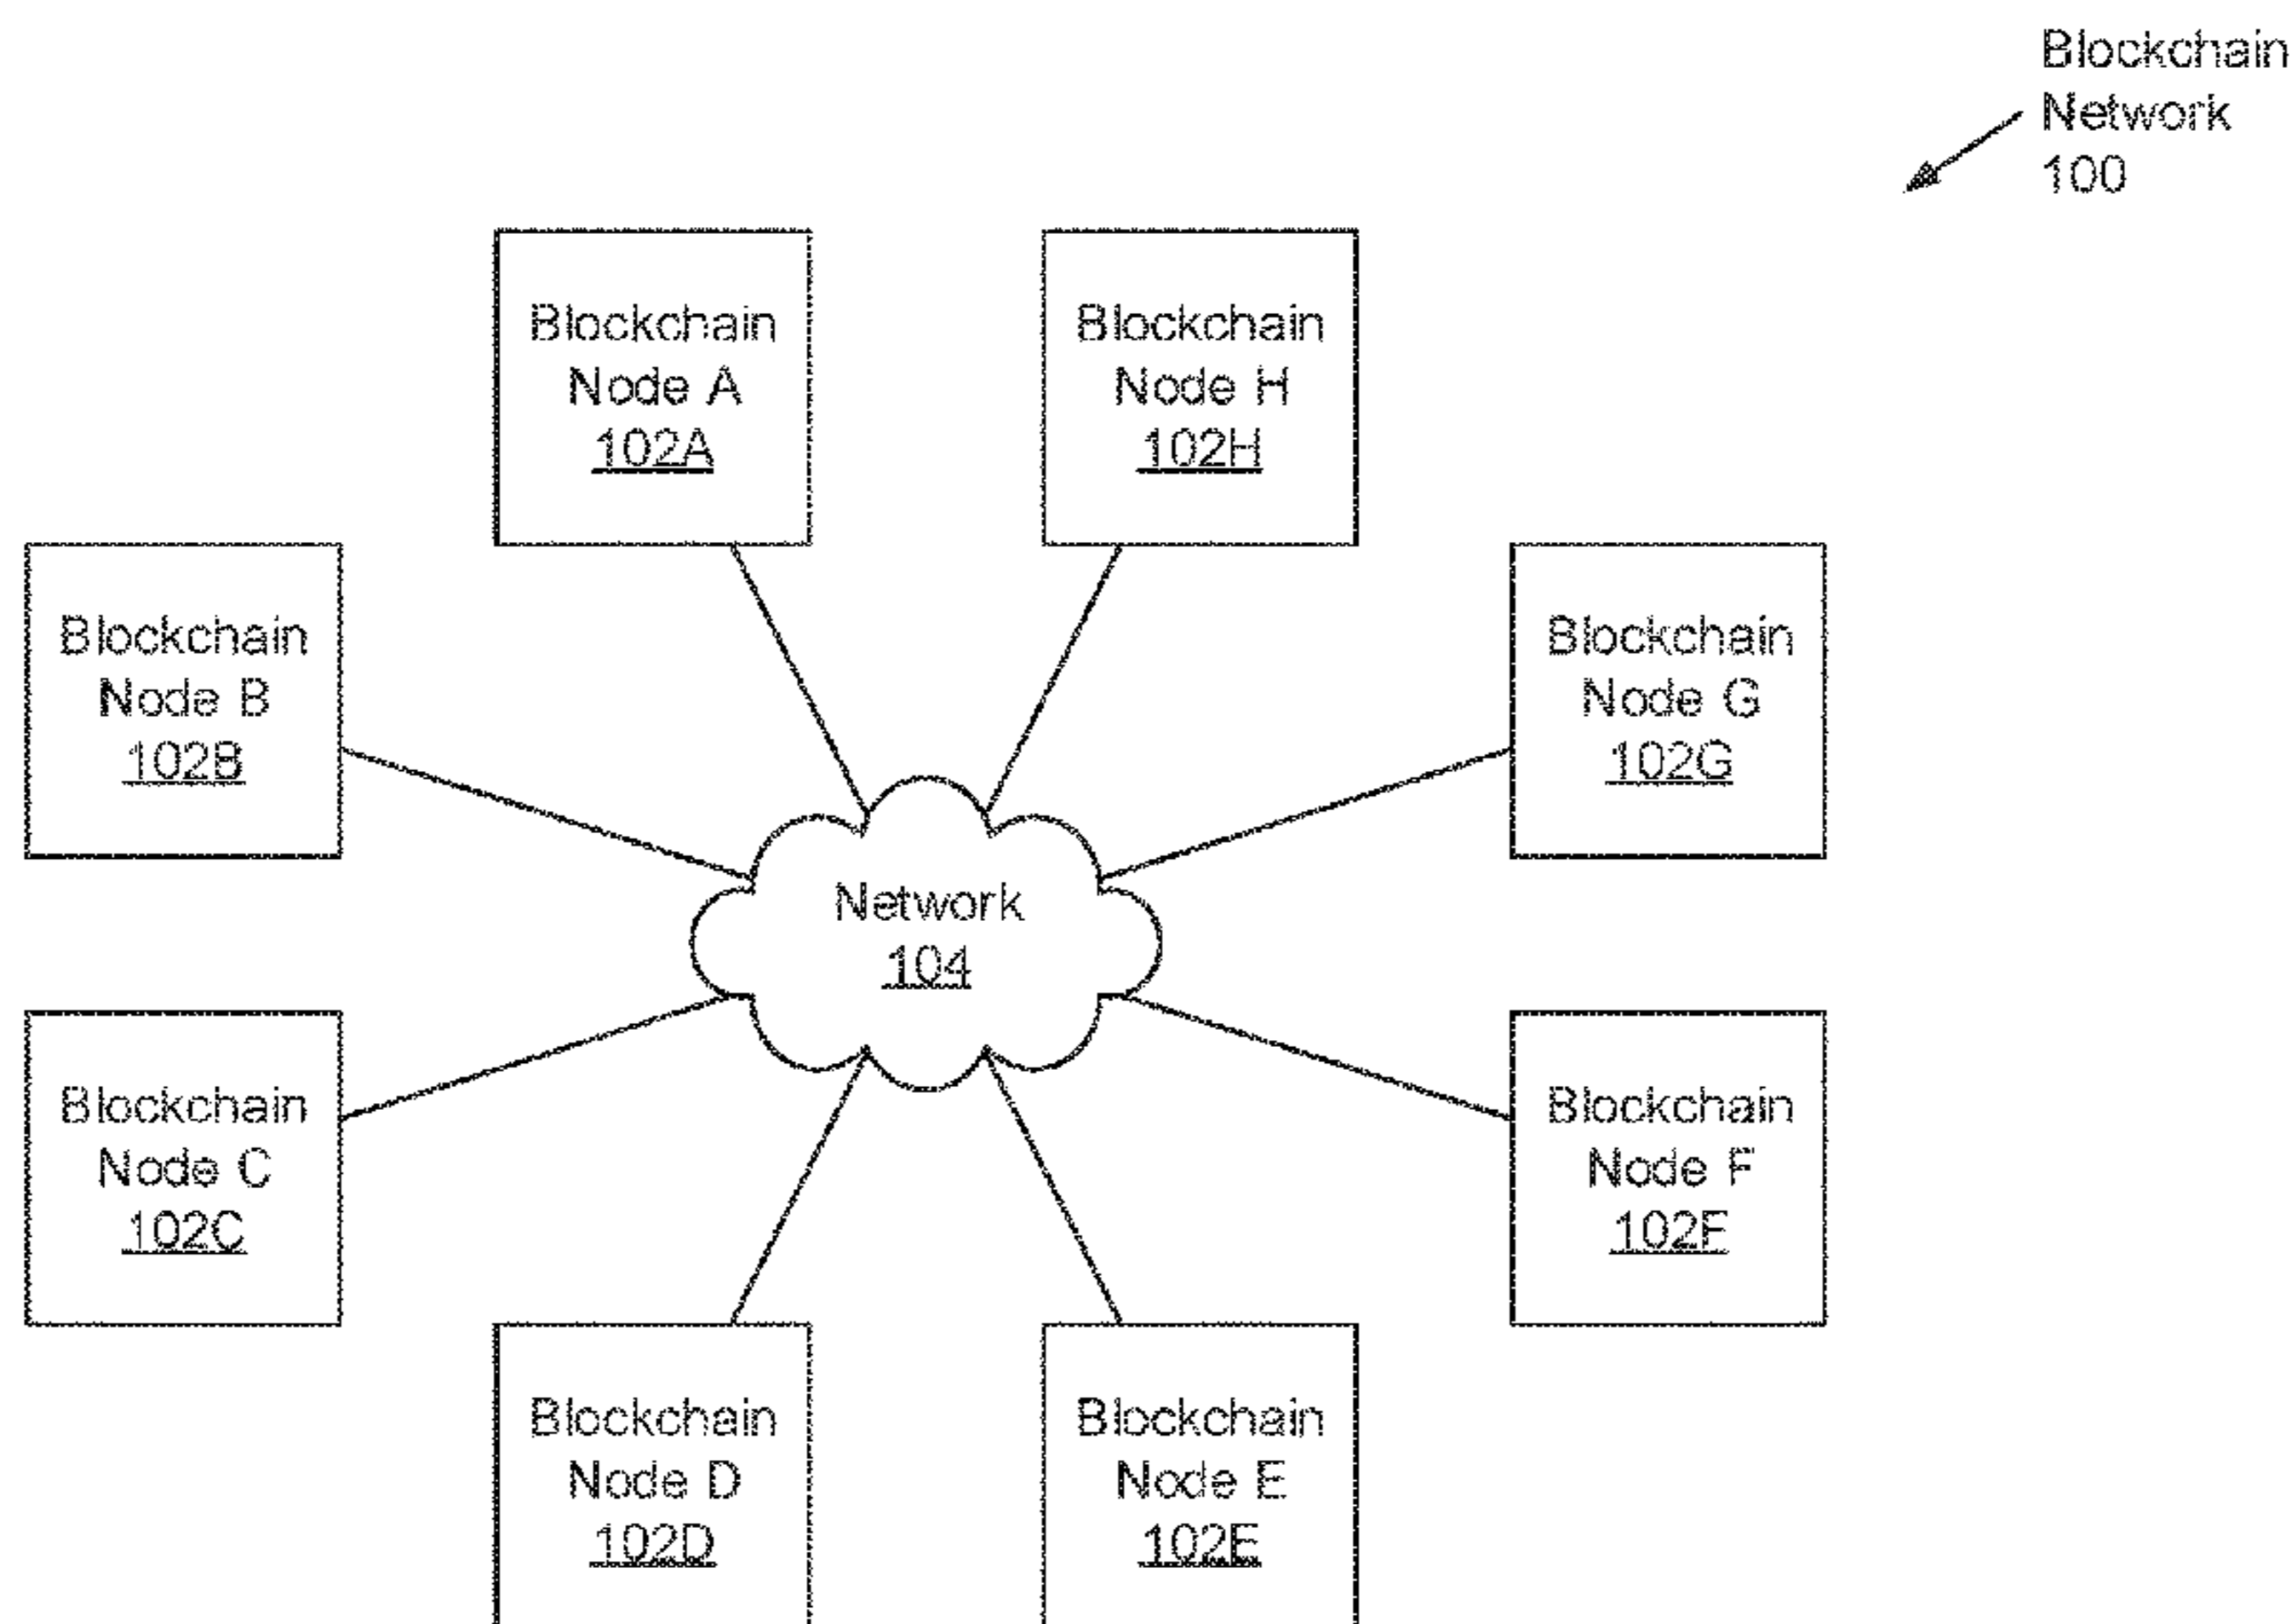 Blockchain
Network
100
Blockchain
Node A
102A
Blockchain
Node H
102H
Blockchain
Node B
102B
Blockchain
Node G
102G
Network
104
Blockchain
Node C
102C
Blockchain
Node F
102F
Blockchain
Node D
102D
Blockchain
Node E
102E